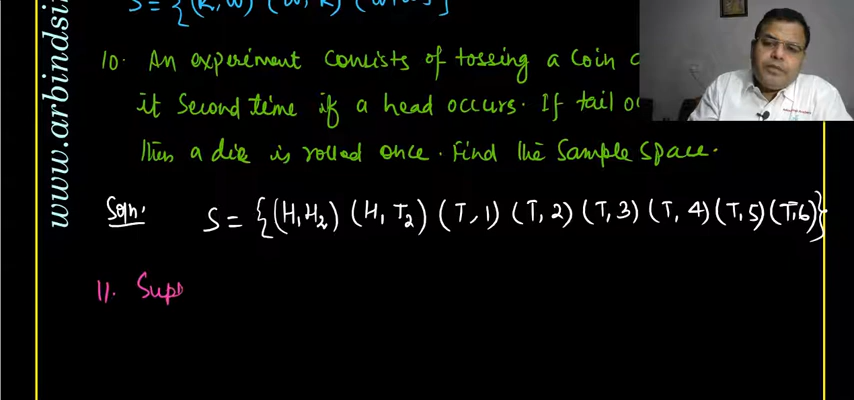 S = {(R, W) (W, R) (W, W)}
10. An experiment consists of tossing a coin
it second time if a head occurs. If tail
then a die is rolled once. Find the sample space.
Soln:
S = {(H, H2) (H, T2) (T, 1) (T, 2) (T, 3) (T, 4) (T, 5) (T, 6)}
11. Sup
www.arbindsi